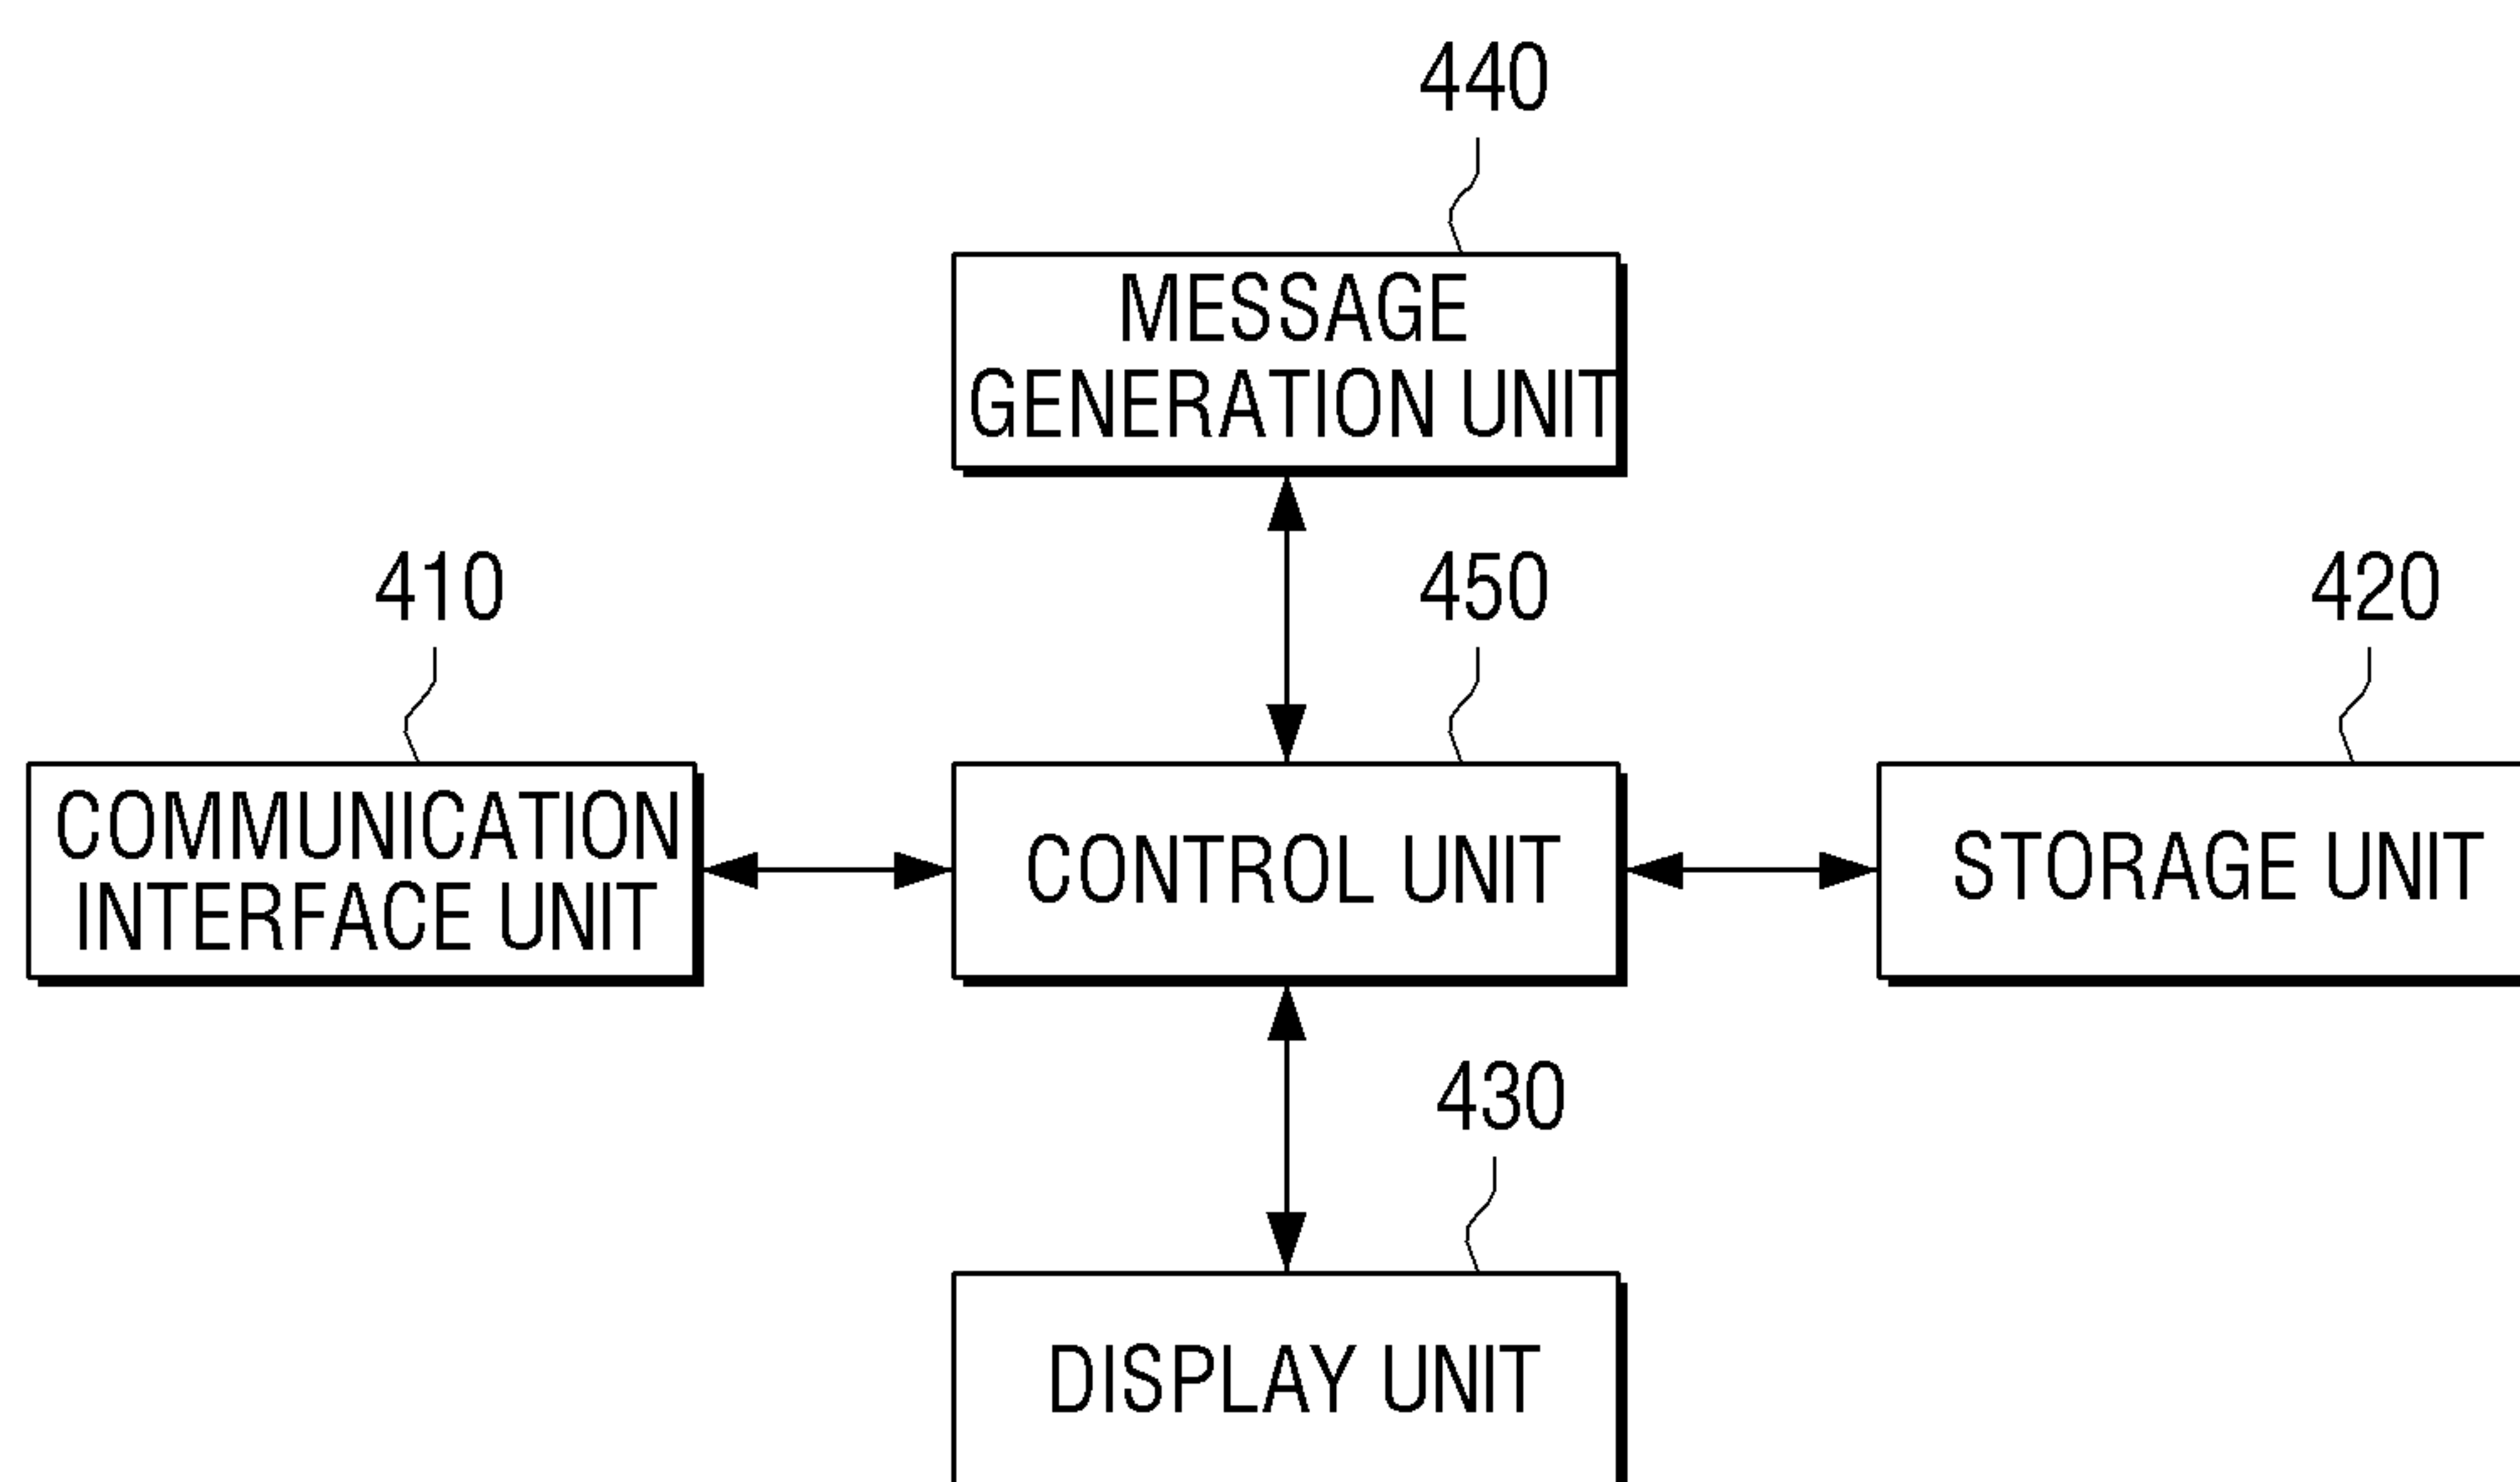 440
MESSAGE
GENERATION UNIT
410
450
420
COMMUNICATION
INTERFACE UNIT
CONTROL UNIT
STORAGE UNIT
430
DISPLAY UNIT